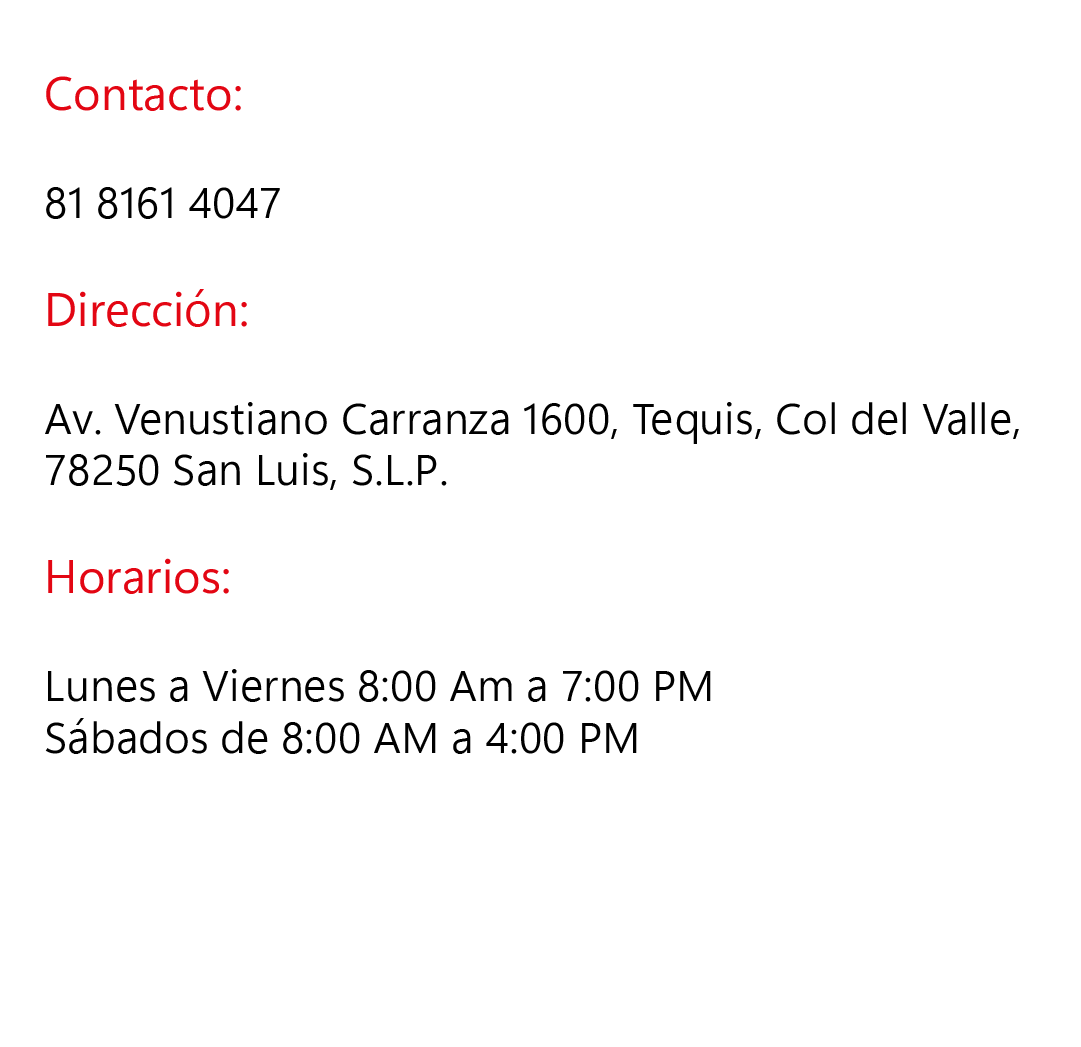 Contacto:
81 8161 4047
Dirección:
Av. Venustiano Carranza 1600, Tequis, Col del Valle,
78250 San Luis, S.L.P.
Horarios:
Lunes a Viernes 8:00 Am a 7:00 PM
Sábados de 8:00 AM a 4:00 PM